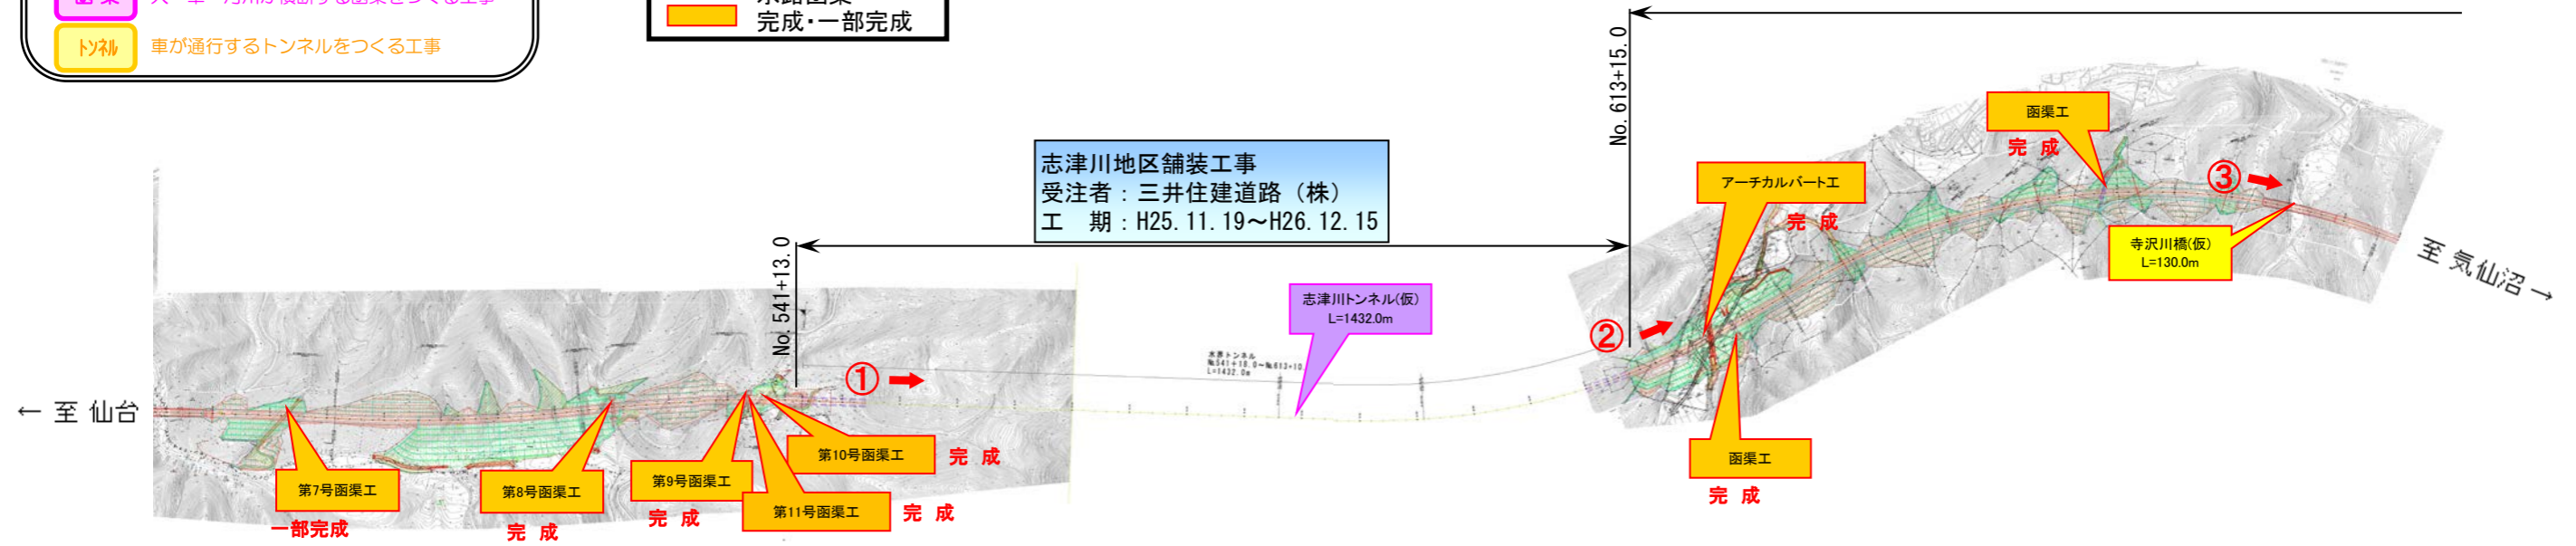 トンネル 車が通行するトンネルをつくる工事
完成・一部完成
No.613+15.0
志津川地区舗装工事
受注者：三井住建道路（株）
工　期：H25.11.19～H26.12.15
No.541+13.0
函渠工
完 成
アーチカルバート工
完 成
③
寺沢川橋(仮)
L=130.0m
至 気仙沼 →
志津川トンネル(仮)
L=1432.0m
②
①
← 至 仙台
第7号函渠工
一部完成
第8号函渠工
完 成
第9号函渠工
完 成
第10号函渠工
完 成
第11号函渠工
完 成
函渠工
完 成